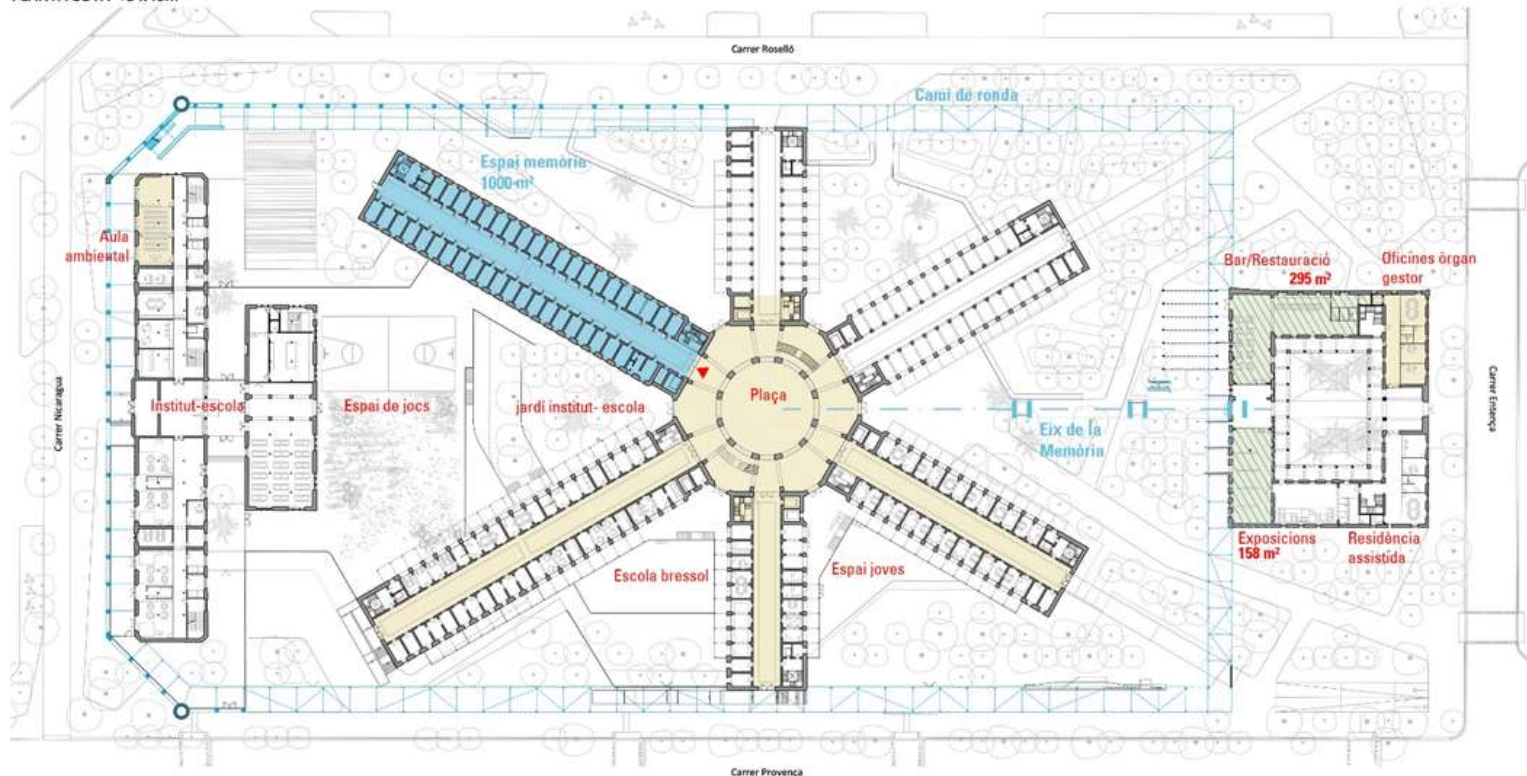 Carrer Roselló
Camí de ronda
Espai memòria
1000 m²
Aula
ambiental
Bar/Restauració
295 m²
Oficines òrgan
gestor
Carrer Nicaragua
Institut-escola
Espai de jocs
jardí institut- escola
Plaça
Eix de la
Memòria
Carrer Entença
Exposicions
158 m²
Residència
assistida
Escola bressol
Espai joves
Carrer Provença